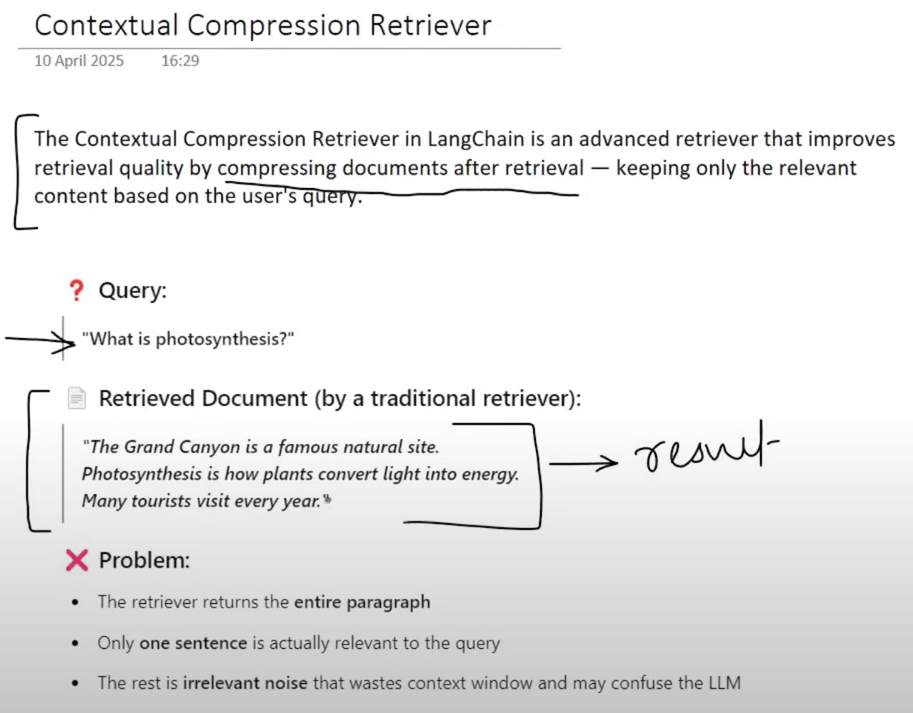 Contextual Compression Retriever
10 April 2025 16:29
The Contextual Compression Retriever in LangChain is an advanced retriever that improves
retrieval quality by compressing documents after retrieval — keeping only the relevant
content based on the user's query.
❓ Query:
"What is photosynthesis?"
📄 Retrieved Document (by a traditional retriever):
"The Grand Canyon is a famous natural site.
Photosynthesis is how plants convert light into energy.
Many tourists visit every year."
result
❌ Problem:
• The retriever returns the entire paragraph
• Only one sentence is actually relevant to the query
• The rest is irrelevant noise that wastes context window and may confuse the LLM